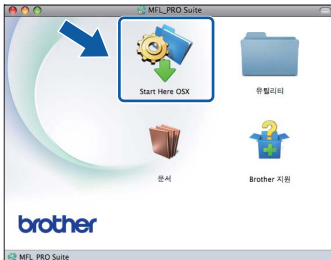 MFL_PRO Suite
Start Here OSX
유틸리티
문서
Brother 지원
brother
MFL_PRO Suite